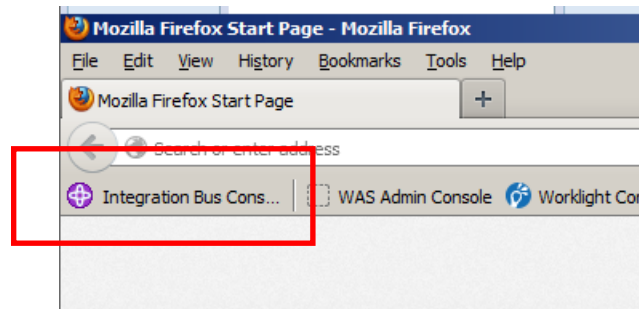 Mozilla Firefox Start Page - Mozilla Firefox
File Edit View History Bookmarks Tools Help
Mozilla Firefox Start Page +
Search or enter address
Integration Bus Cons... WAS Admin Console Worklight Con